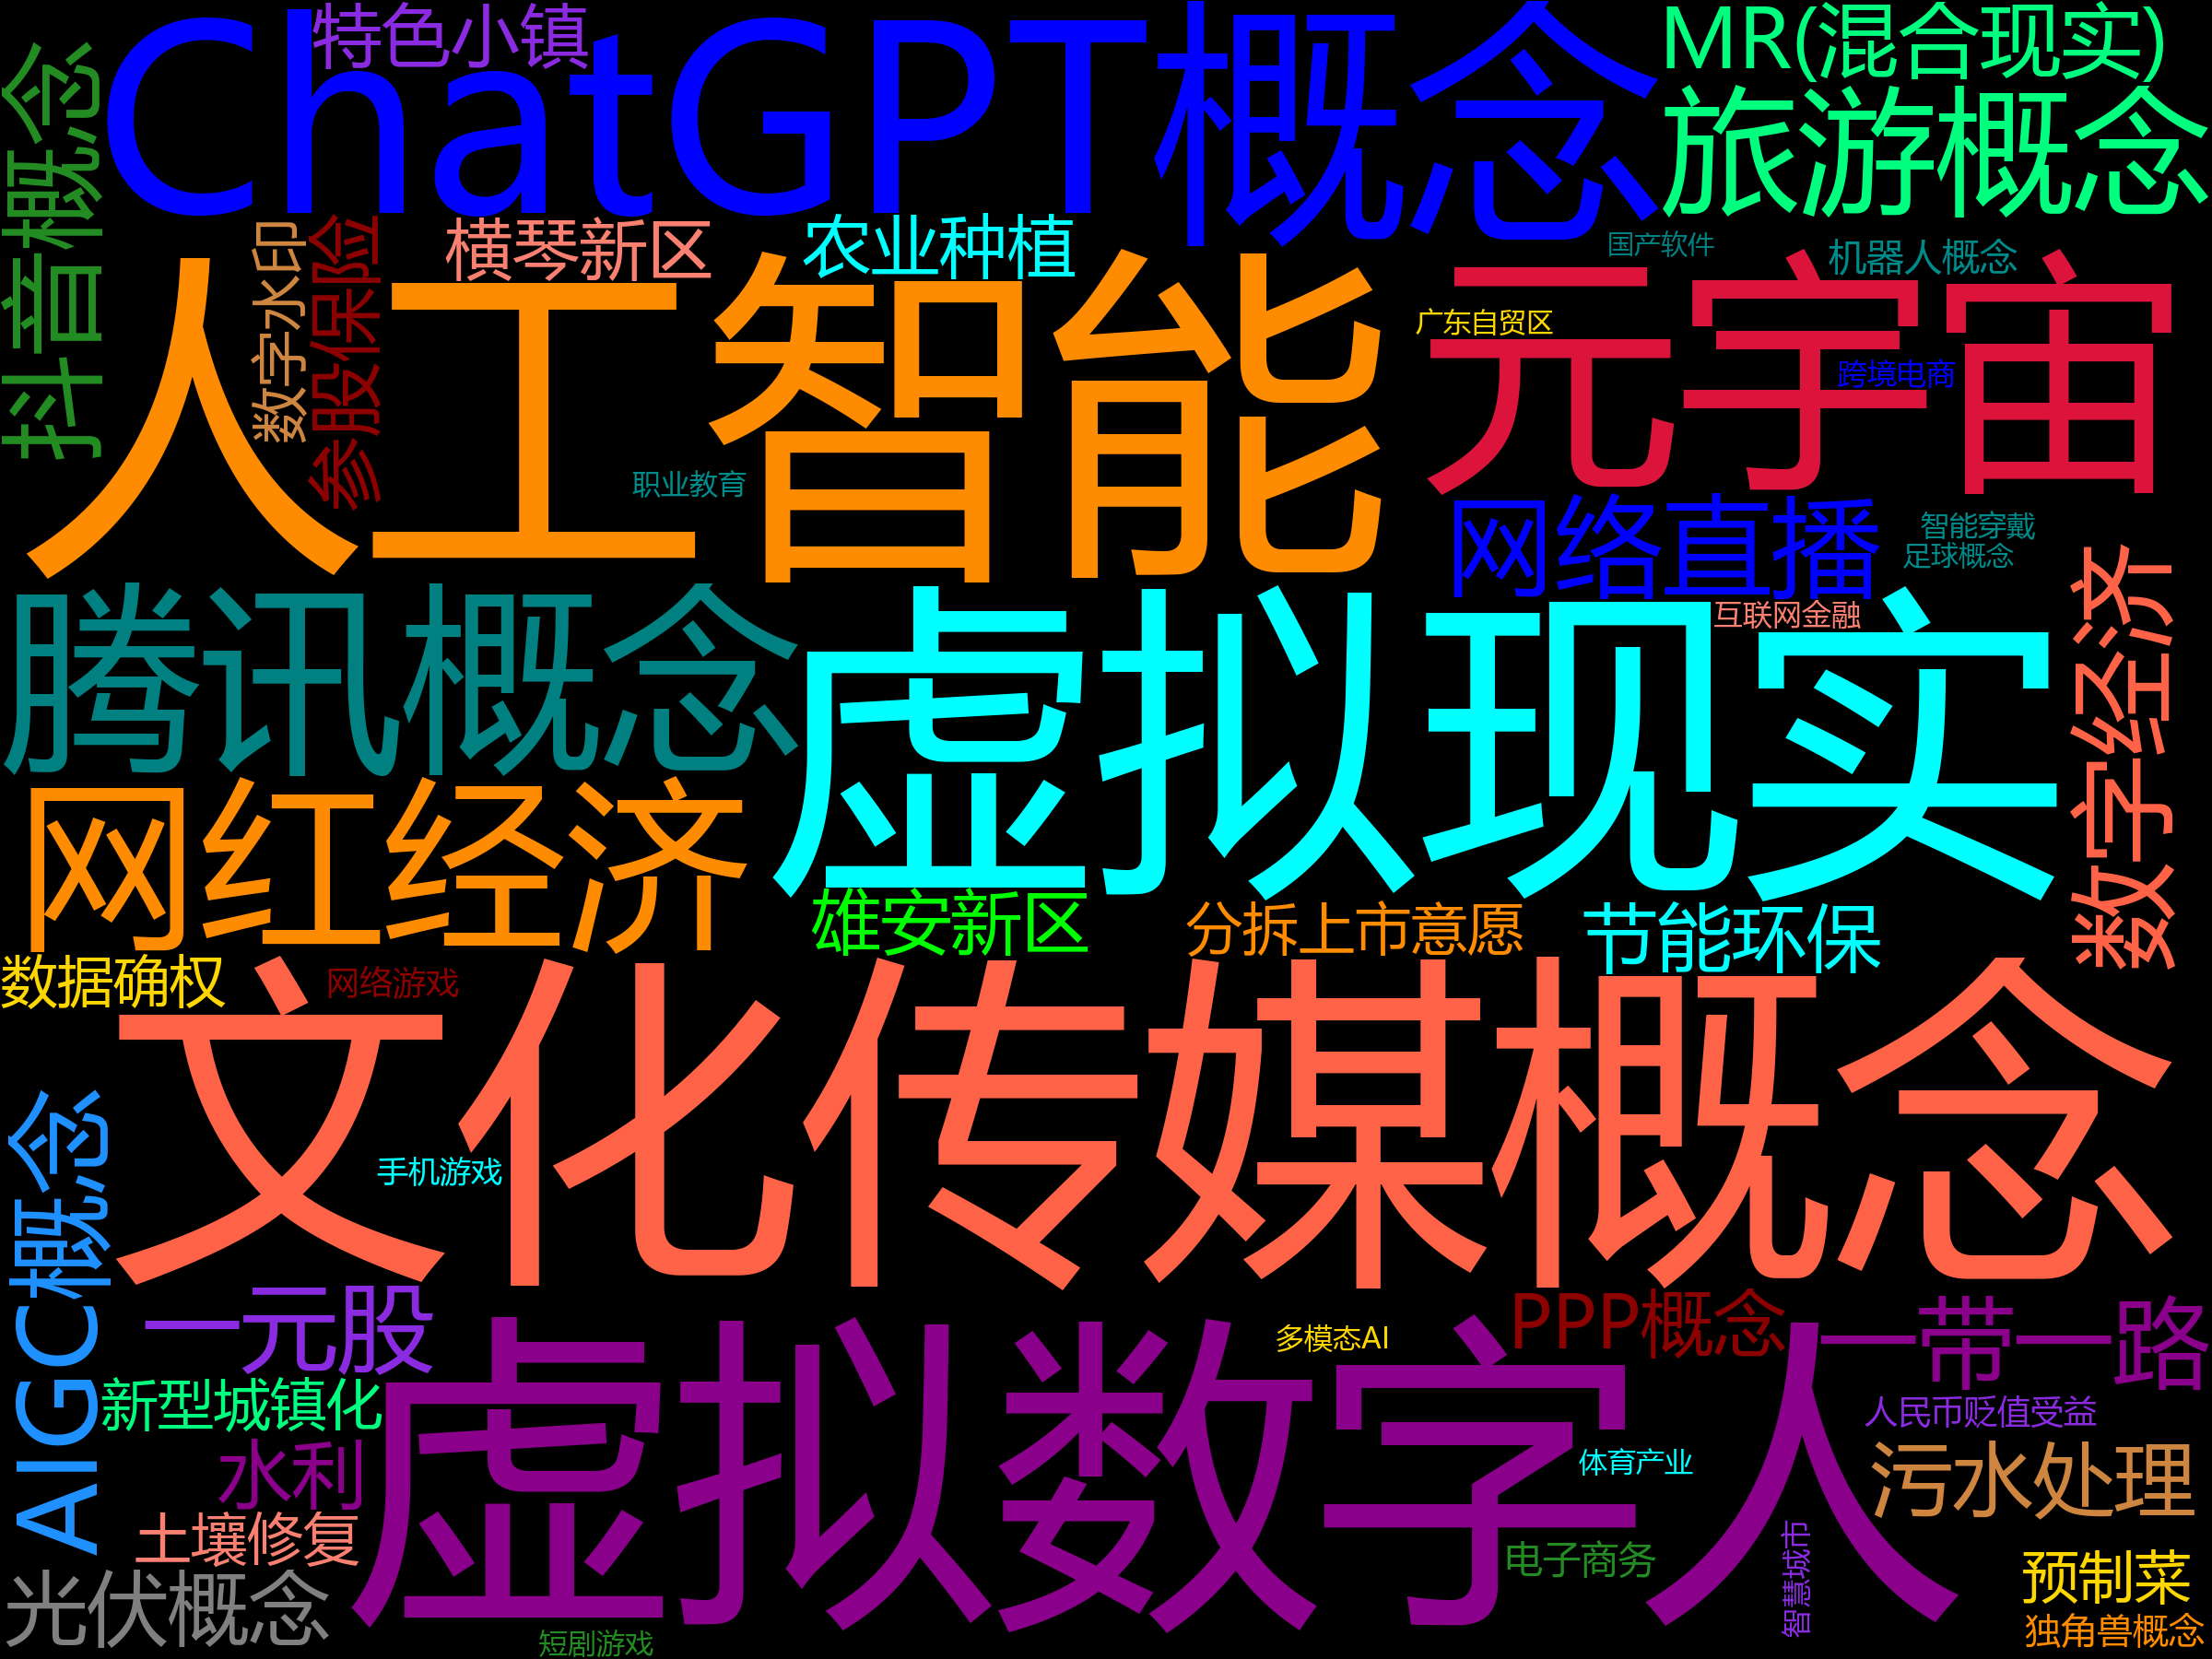 特色小镇
ChatGPT概念
MR(混合现实)
旅游概念
抖音概念
数字水印
参股保险
横琴新区
农业种植
国产软件
机器人概念
人工智能
广东自贸区
元宇宙
跨境电商
职业教育
网络直播
智能穿戴
足球概念
腾讯概念
虚拟现实
互联网金融
数字经济
网红经济
雄安新区
分拆上市意愿
节能环保
数据确权
网络游戏
文化传媒概念
手机游戏
AIGC概念
一元股
多模态AI
PPP概念
一带一路
新型城镇化
虚拟数字人
人民币贬值受益
水利
体育产业
污水处理
土壤修复
电子商务
智慧城市
预制菜
光伏概念
短剧游戏
独角兽概念